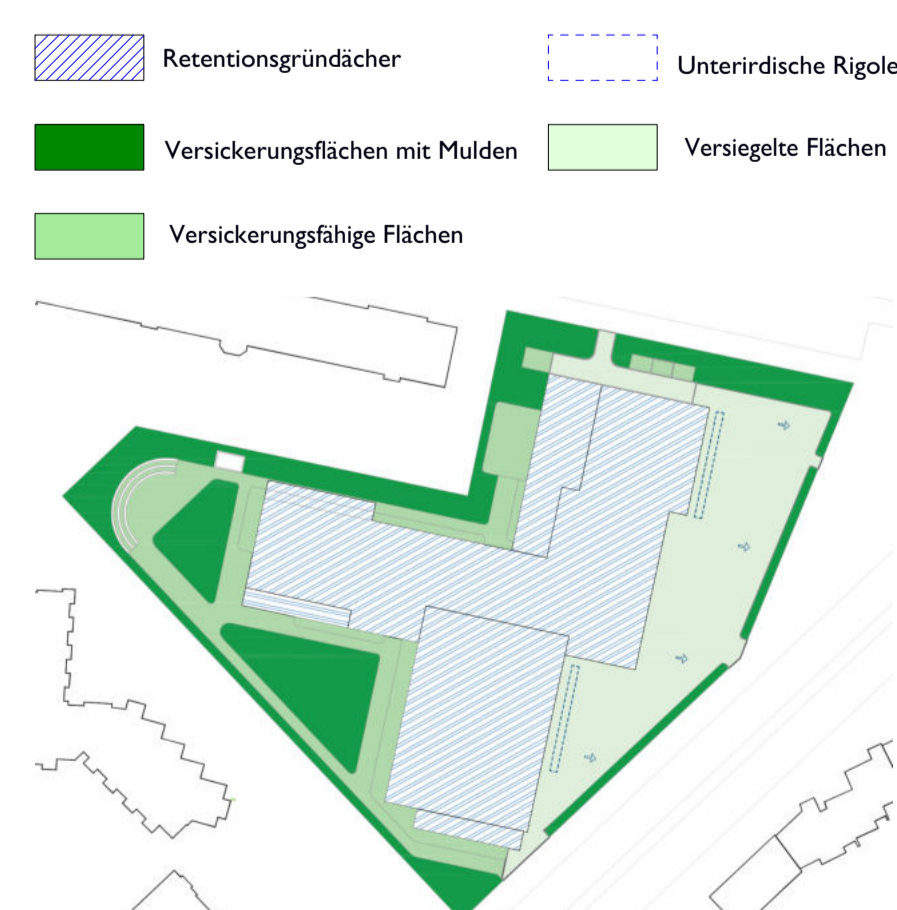 Retentionsgründächer
Unterirdische Rigole
Versickerungsflächen mit Mulden
Versiegelte Flächen
Versickerungsfähige Flächen